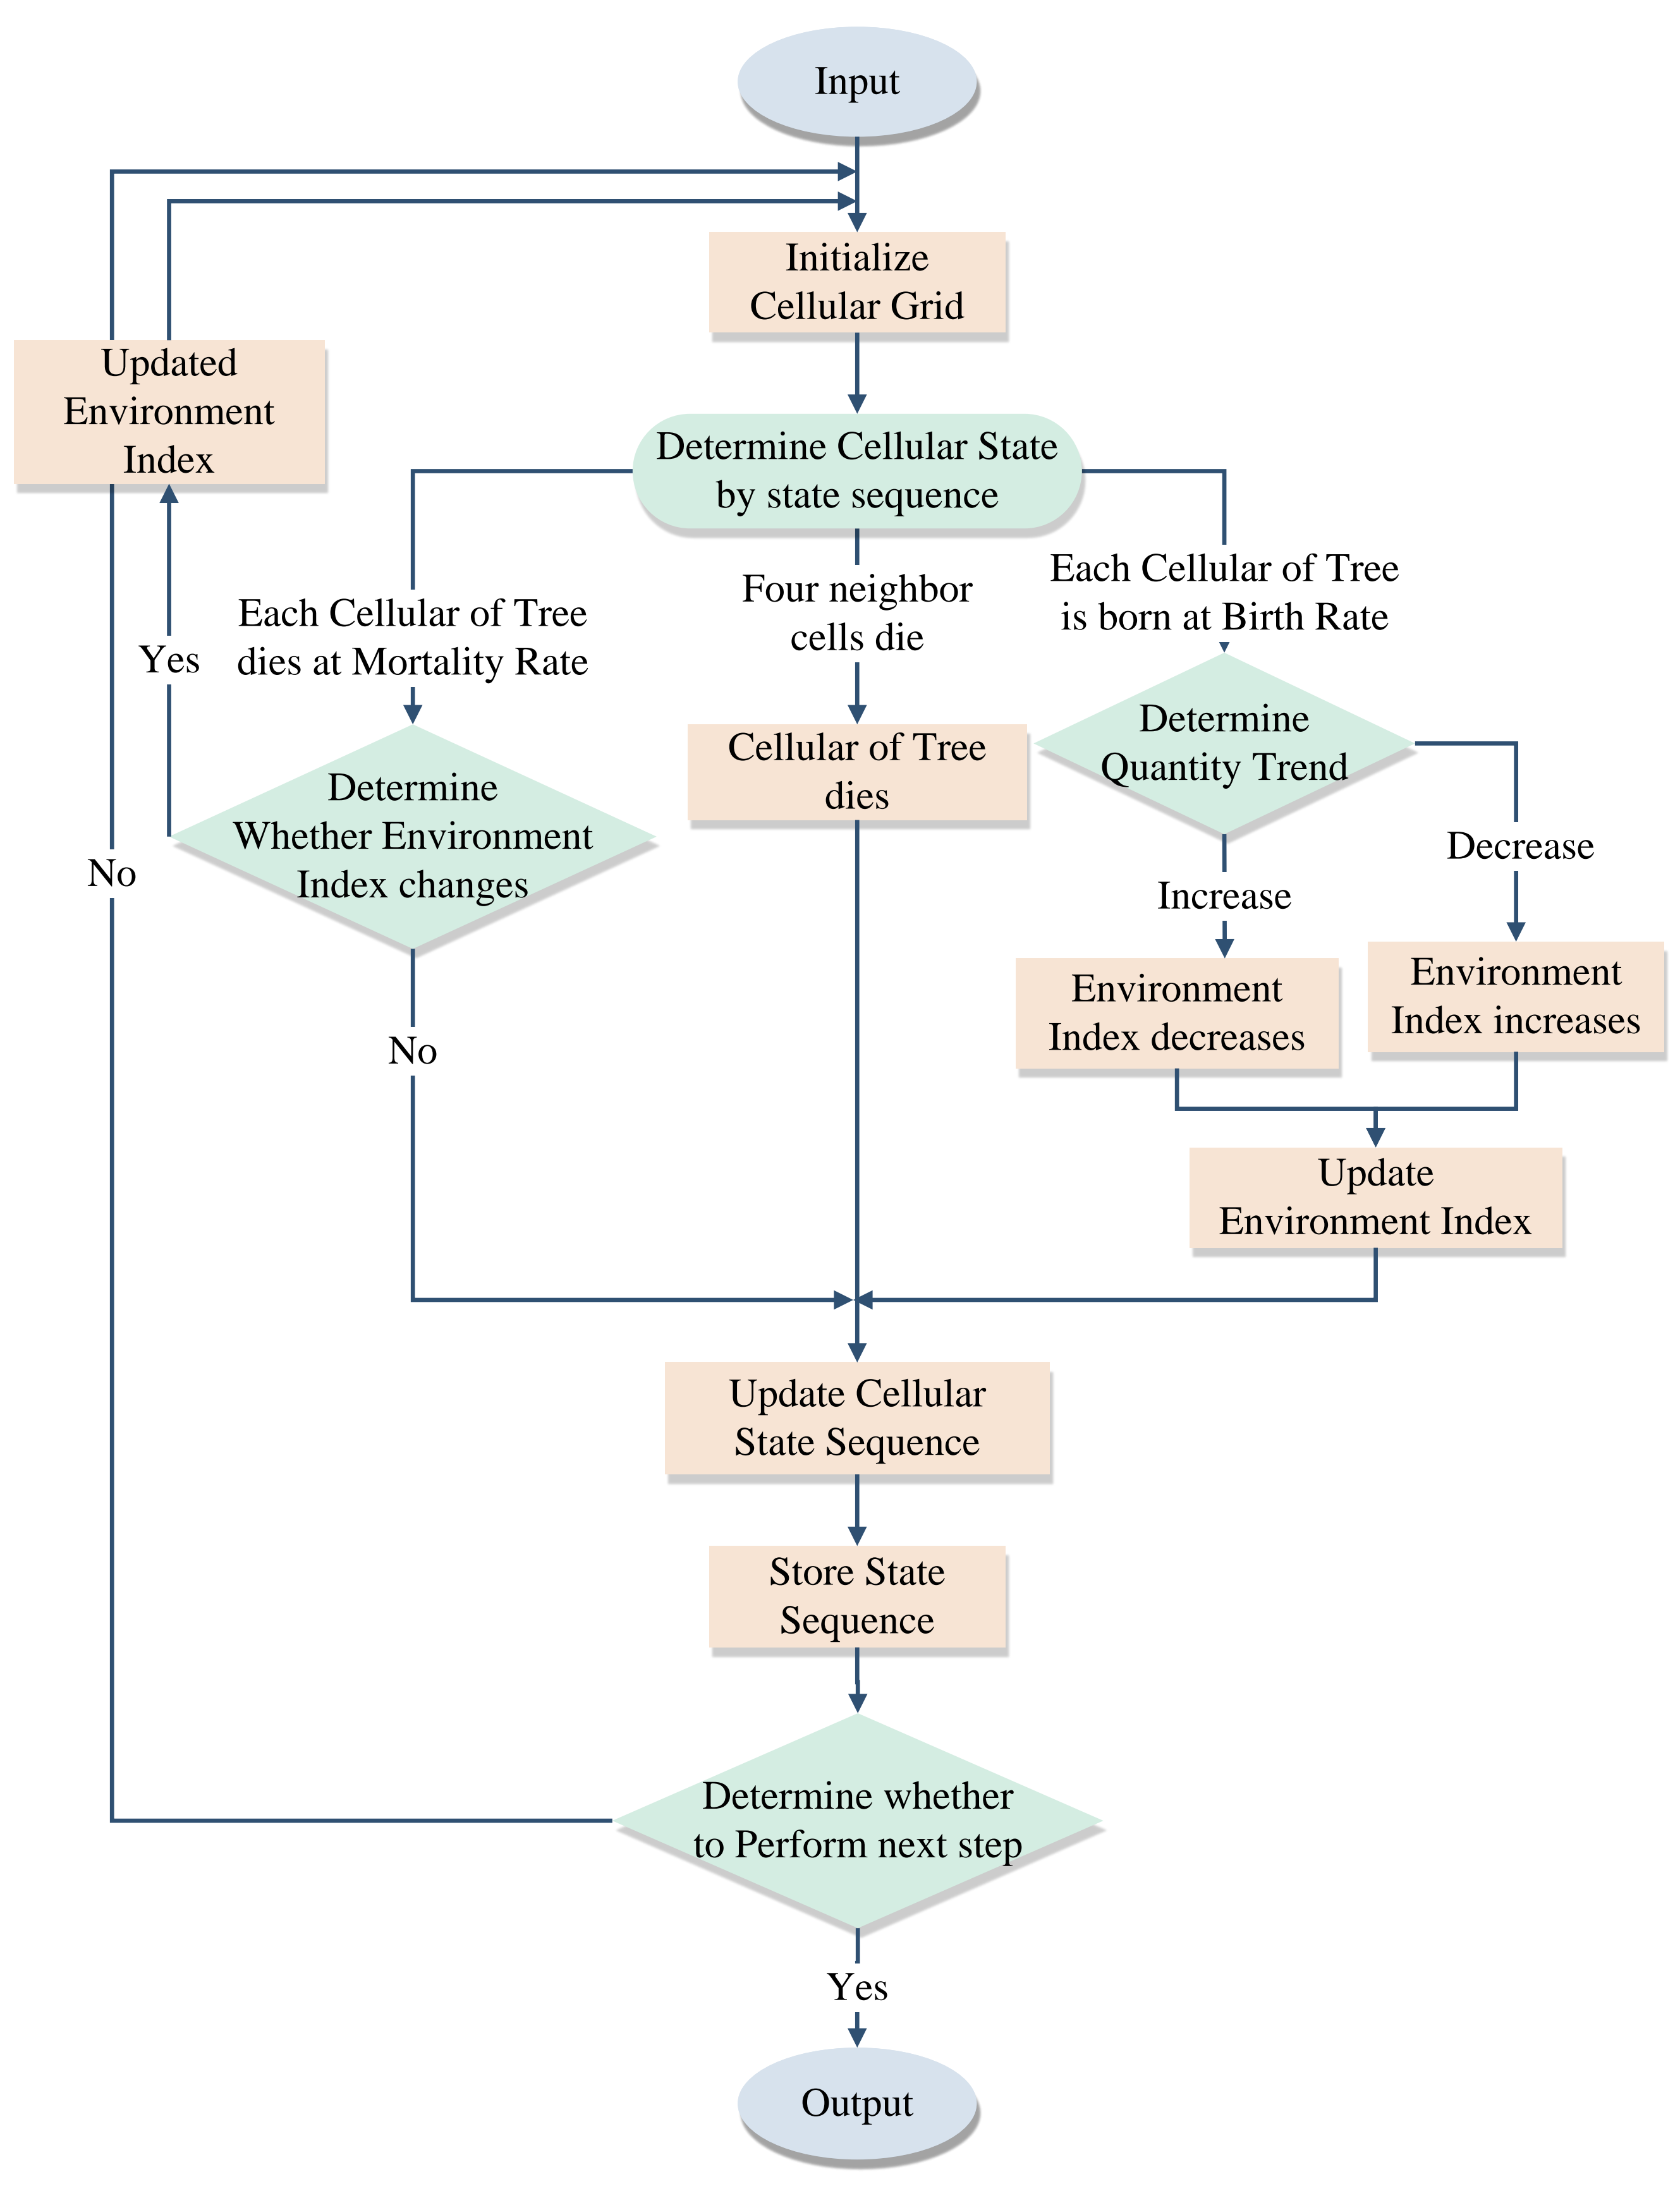 Input
Initialize
Cellular Grid
Updated
Environment
Index
Determine Cellular State
by state sequence
Each Cellular of Tree
dies at Mortality Rate
Four neighbor
cells die
Each Cellular of Tree
is born at Birth Rate
Yes
Determine
Whether Environment
Index changes
Cellular of Tree
dies
Determine
Quantity Trend
No
Increase
Decrease
No
Environment
Index decreases
Environment
Index increases
Update
Environment Index
Update Cellular
State Sequence
Store State
Sequence
Determine whether
to Perform next step
Yes
Output